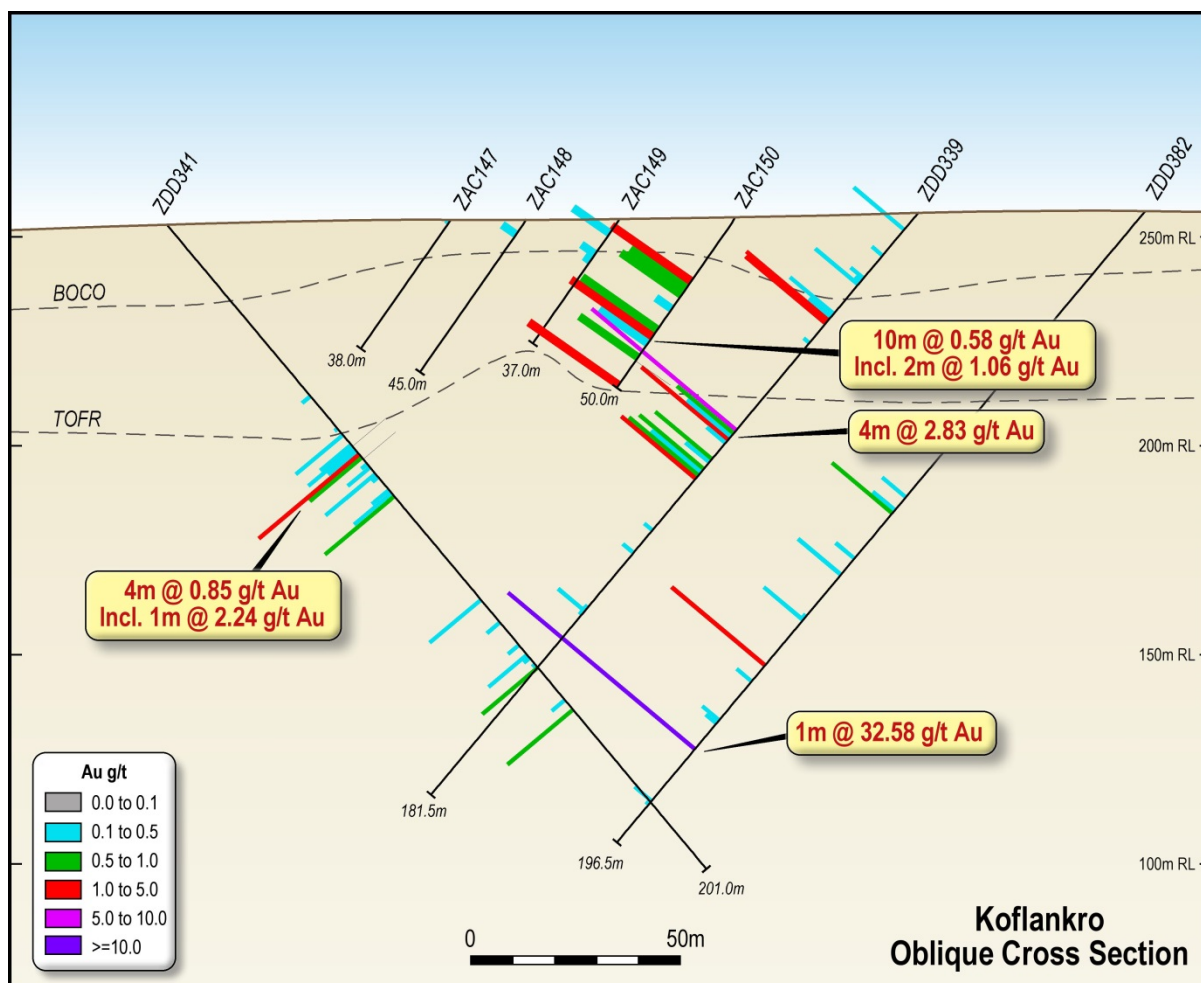 ZDD341
ZAC147
ZAC148
ZAC149
ZAC150
ZDD339
ZDD382
250m RL
BOCO
10m @ 0.58 g/t Au
Incl. 2m @ 1.06 g/t Au
38.0m
45.0m
37.0m
50.0m
TOFR
4m @ 2.83 g/t Au
200m RL
4m @ 0.85 g/t Au
Incl. 1m @ 2.24 g/t Au
150m RL
1m @ 32.58 g/t Au
Au g/t
0.0 to 0.1
0.1 to 0.5
0.5 to 1.0
1.0 to 5.0
5.0 to 10.0
>=10.0
181.5m
196.5m
201.0m
100m RL
0 50m
Koflankro
Oblique Cross Section